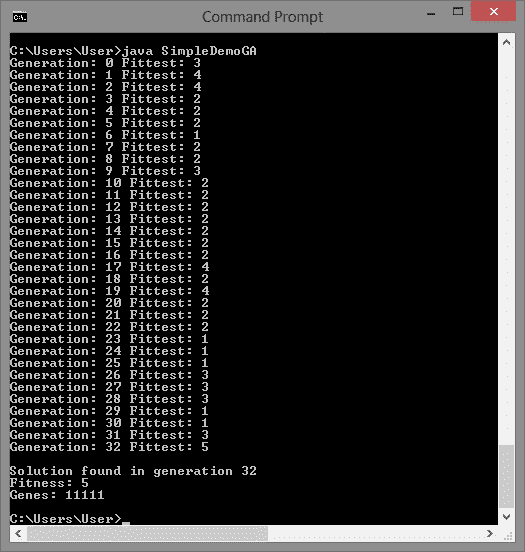 Command Prompt
C:\Users\User>java SimpleDemoGA
Generation: 0 Fittest: 3
Generation: 1 Fittest: 4
Generation: 2 Fittest: 4
Generation: 3 Fittest: 2
Generation: 4 Fittest: 2
Generation: 5 Fittest: 2
Generation: 6 Fittest: 1
Generation: 7 Fittest: 2
Generation: 8 Fittest: 2
Generation: 9 Fittest: 3
Generation: 10 Fittest: 2
Generation: 11 Fittest: 2
Generation: 12 Fittest: 2
Generation: 13 Fittest: 2
Generation: 14 Fittest: 2
Generation: 15 Fittest: 2
Generation: 16 Fittest: 2
Generation: 17 Fittest: 4
Generation: 18 Fittest: 2
Generation: 19 Fittest: 4
Generation: 20 Fittest: 2
Generation: 21 Fittest: 2
Generation: 22 Fittest: 2
Generation: 23 Fittest: 1
Generation: 24 Fittest: 1
Generation: 25 Fittest: 1
Generation: 26 Fittest: 3
Generation: 27 Fittest: 3
Generation: 28 Fittest: 3
Generation: 29 Fittest: 1
Generation: 30 Fittest: 1
Generation: 31 Fittest: 3
Generation: 32 Fittest: 5
Solution found in generation 32
Fitness: 5
Genes: 11111
C:\Users\User>_